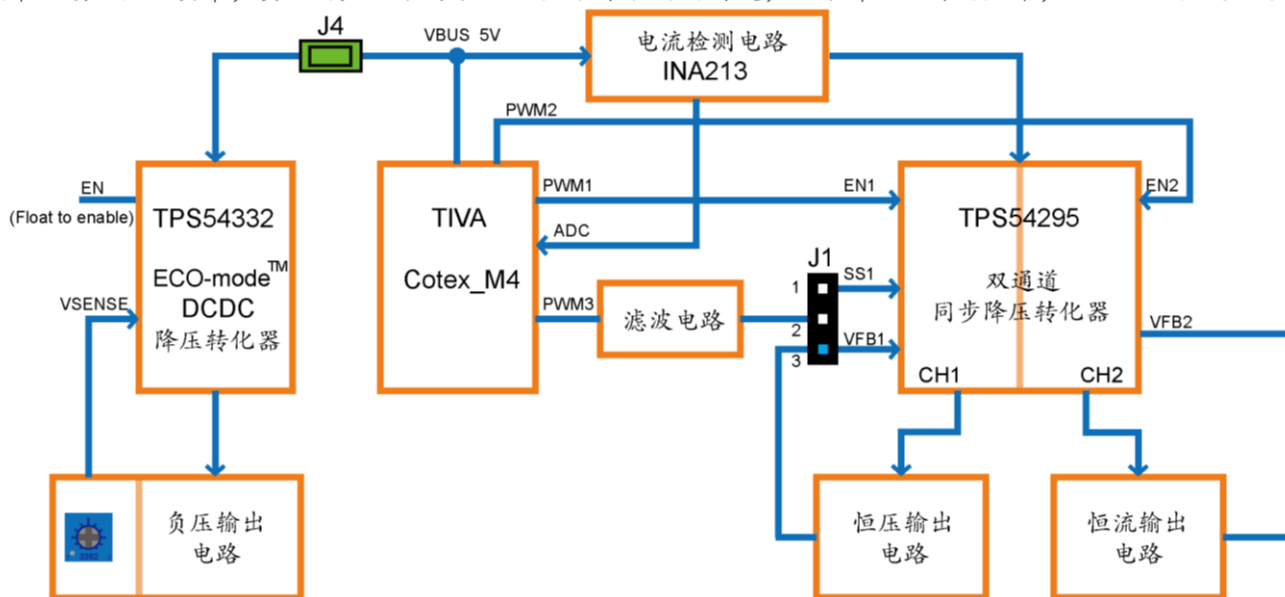 J4
VBUS 5V
电流检测电路
INA213
PWM2
EN
(Float to enable)
TPS54332
ECO-mode™
DCDC
降压转化器
VSENSE
TIVA
Cotex_M4
PWM1
ADC
PWM3
滤波电路
J1
1
2
3
EN1
SS1
VFB1
TPS54295
双通道
同步降压转化器
CH1
CH2
EN2
VFB2
负压输出
电路
恒压输出
电路
恒流输出
电路